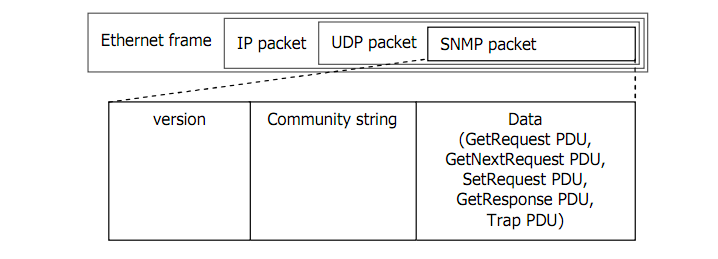 Ethernet frame
IP packet
UDP packet
SNMP packet
version
Community string
Data
(GetRequest PDU,
GetNextRequest PDU,
SetRequest PDU,
GetResponse PDU,
Trap PDU)